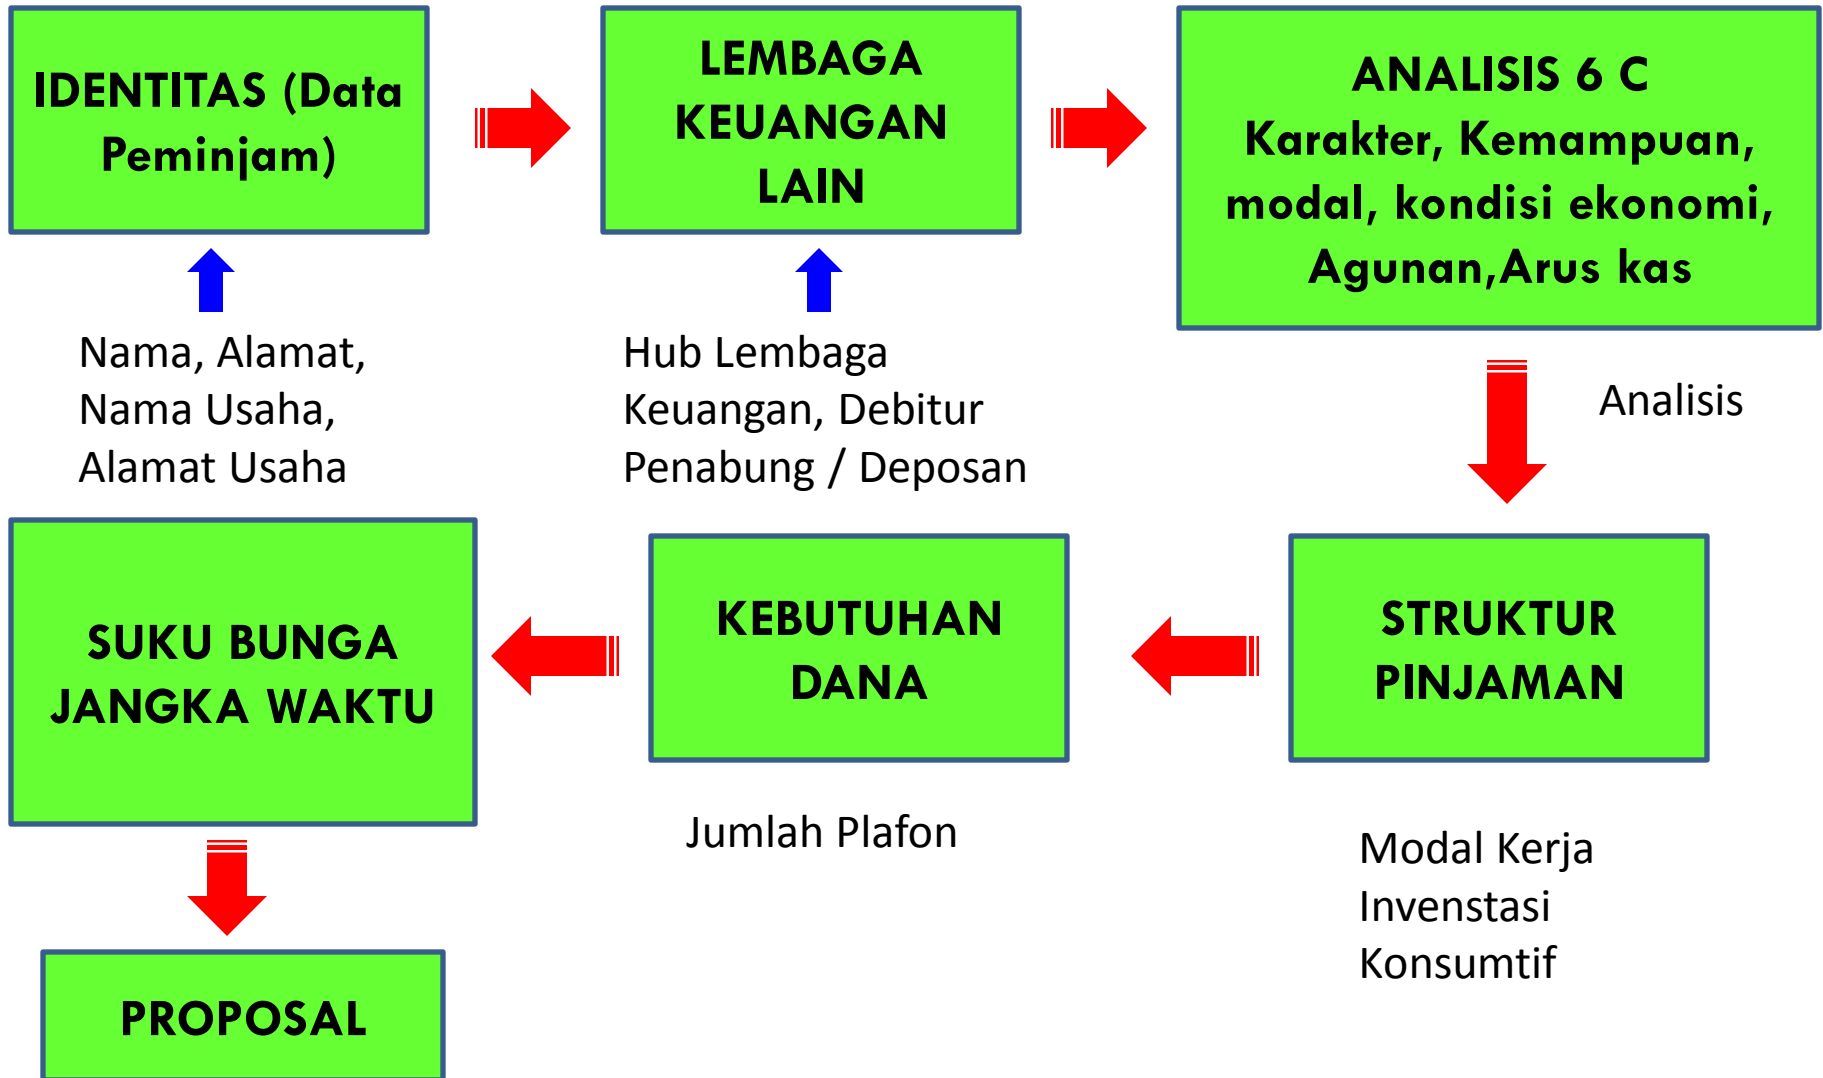 IDENTITAS (Data
Peminjam)
LEMBAGA
KEUANGAN
LAIN
ANALISIS 6 C
Karakter, Kemampuan,
modal, kondisi ekonomi,
Agunan,Arus kas
Nama, Alamat,
Nama Usaha,
Alamat Usaha
Hub Lembaga
Keuangan, Debitur
Penabung / Deposan
Analisis
STRUKTUR
PINJAMAN
Modal Kerja
Invenstasi
Konsumtif
KEBUTUHAN
DANA
Jumlah Plafon
SUKU BUNGA
JANGKA WAKTU
PROPOSAL